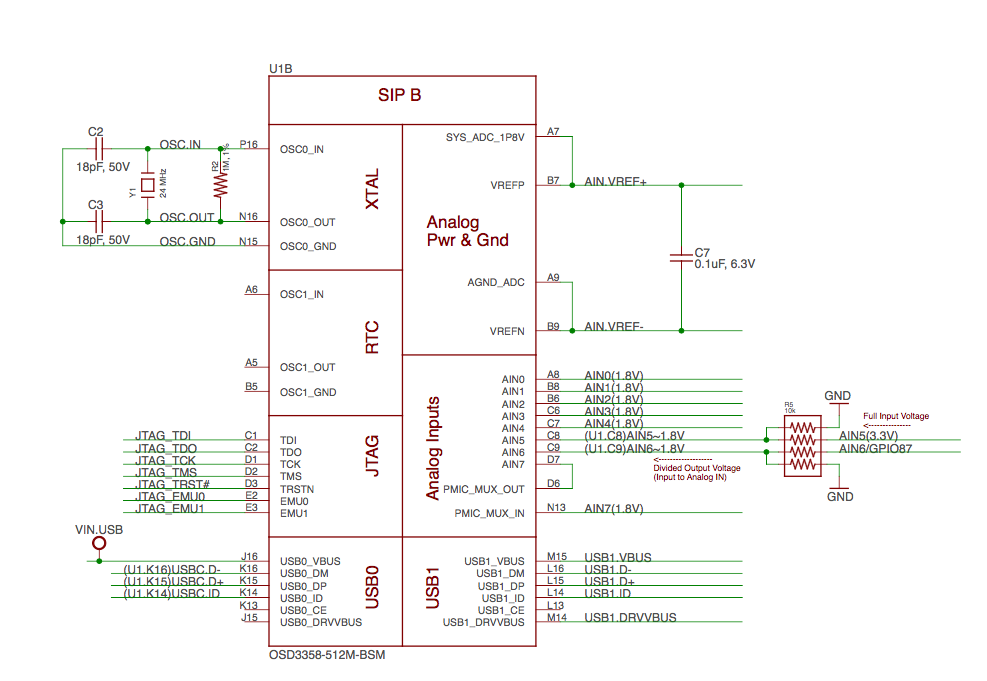 U1B
SIP B
C2
18pF, 50V
C3
18pF, 50V
Y1
24 MHz
R2
1M, 1%
OSC.IN
OSC.OUT
OSC.GND
P16 OSC0_IN
N16 OSC0_OUT
N15 OSC0_GND
XTAL
A6 OSC1_IN
A5 OSC1_OUT
B5 OSC1_GND
RTC
JTAG_TDI C1 TDI
JTAG_TDO C2 TDO
JTAG_TCK D1 TCK
JTAG_TMS D2 TMS
JTAG_TRST# D3 TRSTN
JTAG_EMU0 E2 EMU0
JTAG_EMU1 E3 EMU1
JTAG
VIN.USB
J16 USB0_VBUS
(U1.K16)USBC.D- K16 USB0_DM
(U1.K15)USBC.D+ K15 USB0_DP
(U1.K14)USBC.ID K14 USB0_ID
K13 USB0_CE
J15 USB0_DRVVBUS
USB0
SYS_ADC_1P8V A7
VREFP B7 AIN.VREF+
Analog
Pwr & Gnd
C7
0.1uF, 6.3V
AGND_ADC A9
VREFN B9 AIN.VREF-
Analog Inputs
AIN0 A8 AIN0(1.8V)
AIN1 B8 AIN1(1.8V)
AIN2 B6 AIN2(1.8V)
AIN3 C6 AIN3(1.8V)
AIN4 C7 AIN4(1.8V)
AIN5 C8 (U1.C8)AIN5~1.8V
AIN6 C9 (U1.C9)AIN6~1.8V
AIN7 D7
PMIC_MUX_OUT D6
PMIC_MUX_IN N13 AIN7(1.8V)
<--------------------
Divided Output Voltage
(Input to Analog IN)
R5
10k
GND
Full Input Voltage
<----------------
AIN5(3.3V)
AIN6/GPIO87
GND
USB1
USB1_VBUS M15 USB1.VBUS
USB1_DM L16 USB1.D-
USB1_DP L15 USB1.D+
USB1_ID L14 USB1.ID
USB1_CE L13
USB1_DRVVBUS M14 USB1.DRVVBUS
OSD3358-512M-BSM